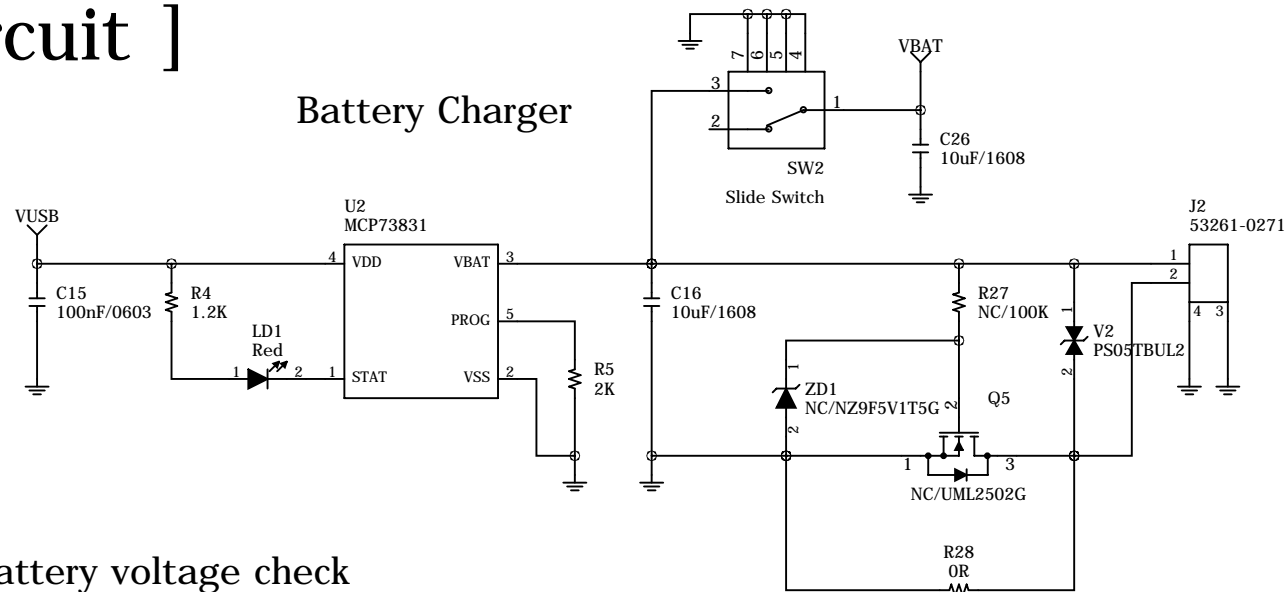 rcuit ]
Battery Charger
7
6
5
4
3
2
1
SW2
Slide Switch
VBAT
C26
10uF/1608
VUSB
C15
100nF/0603
R4
1.2K
LD1
Red
1
2
U2
MCP73831
4
VDD
VBAT
3
PROG
5
1
STAT
VSS
2
R5
2K
C16
10uF/1608
R27
NC/100K
1
V2
PS05TBUL2
2
J2
53261-0271
1
2
4
3
1
ZD1
NC/NZ9F5V1T5G
2
2
Q5
1
3
NC/UML2502G
R28
0R
attery voltage check